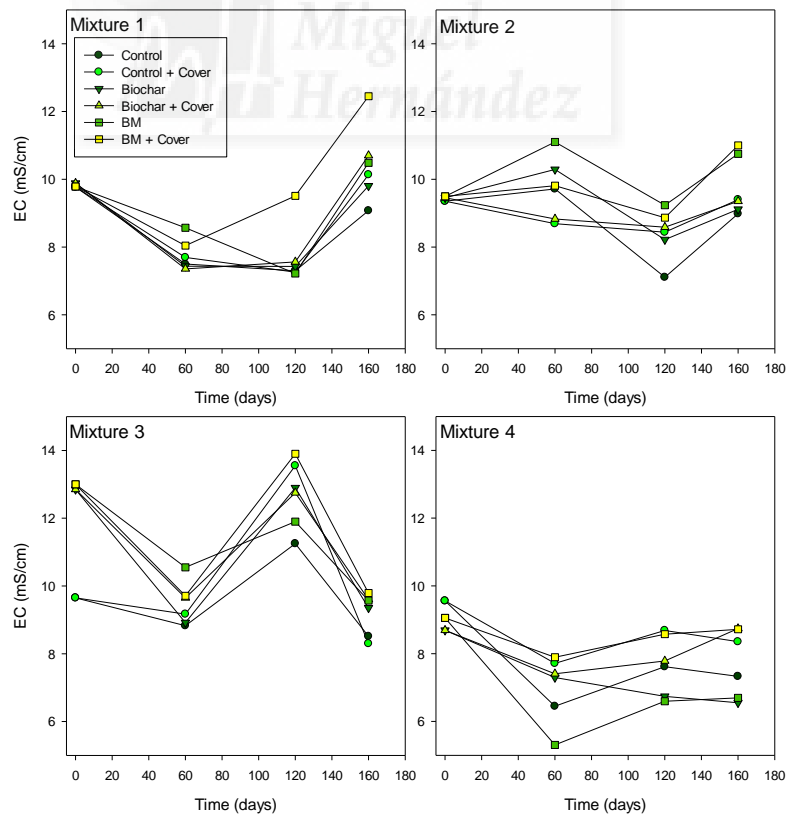 Miguel
Hernández
Mixture 1
Control
Control + Cover
Biochar
Biochar + Cover
BM
BM + Cover
EC (mS/cm)
14
12
10
8
6
0 20 40 60 80 100 120 140 160 180
Time (days)
Mixture 2
14
12
10
8
6
0 20 40 60 80 100 120 140 160 180
Time (days)
Mixture 3
EC (mS/cm)
14
12
10
8
6
0 20 40 60 80 100 120 140 160 180
Time (days)
Mixture 4
14
12
10
8
6
0 20 40 60 80 100 120 140 160 180
Time (days)